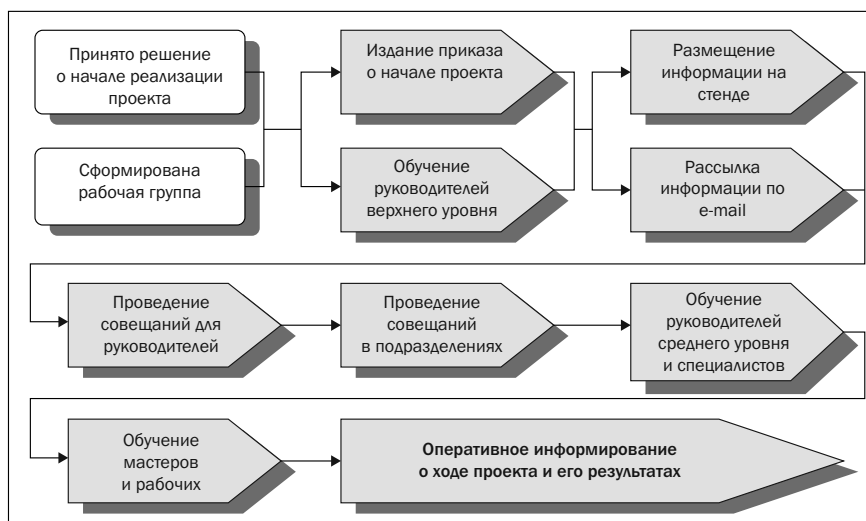 Принято решение
о начале реализации
проекта
Издание приказа
о начале проекта
Размещение
информации на
стенде
Сформирована
рабочая группа
Обучение
руководителей
верхнего уровня
Рассылка
информации по
e-mail
Проведение
совещаний для
руководителей
Проведение
совещаний
в подразделениях
Обучение
руководителей
среднего уровня
и специалистов
Обучение
мастеров
и рабочих
Оперативное информирование
о ходе проекта и его результатах